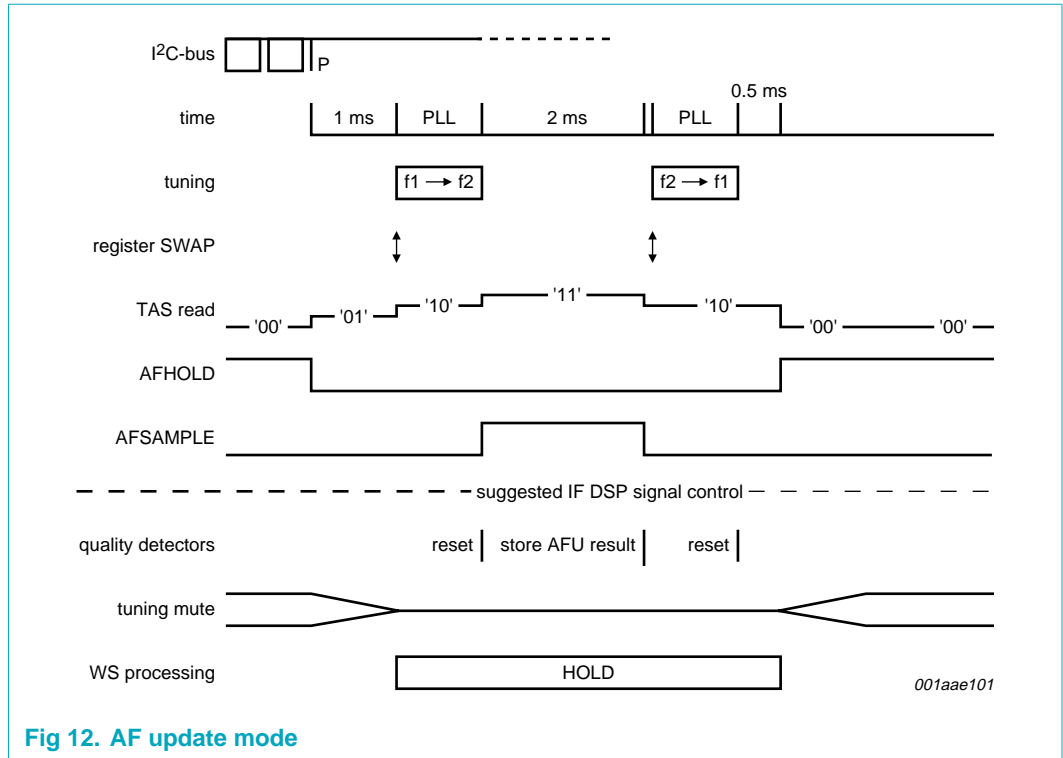 I²C-bus
P
0.5 ms
time
1 ms
PLL
2 ms
PLL
tuning
f1 → f2
f2 → f1
register SWAP
TAS read
'00'
'01'
'10'
'11'
'10'
'00'
'00'
AFHOLD
AFSAMPLE
suggested IF DSP signal control
quality detectors
reset
store AFU result
reset
tuning mute
WS processing
HOLD
001aae101
Fig 12. AF update mode